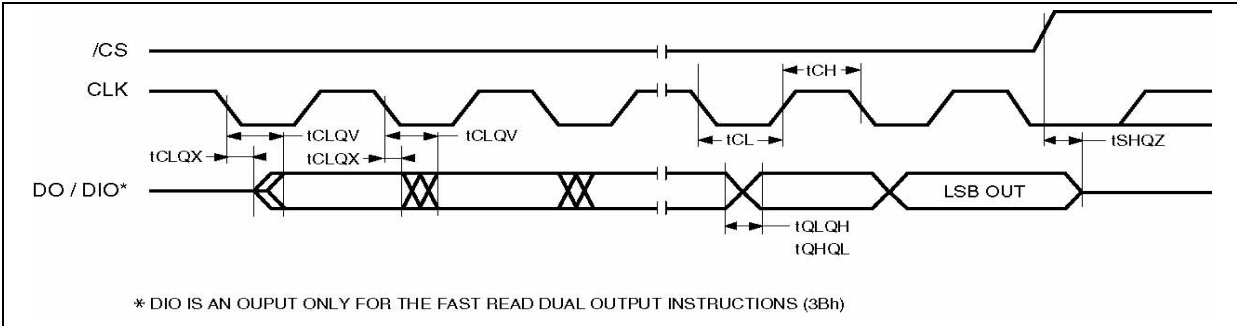 /CS
CLK
tCH
tCLQV
tCLQV
tCL
tSHQZ
tCLQX
tCLQX
DO / DIO*
LSB OUT
tQLQH
tQHQL
* DIO IS AN OUPUT ONLY FOR THE FAST READ DUAL OUTPUT INSTRUCTIONS (3Bh)